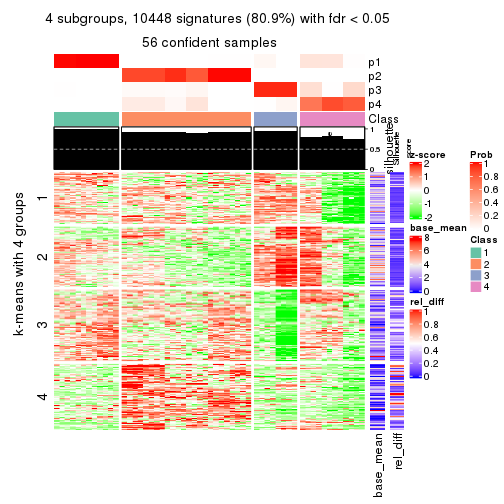 4 subgroups, 10448 signatures (80.9%) with fdr < 0.05
56 confident samples
p1
p2
p3
p4
Class
silhouette
Silhouette score
1
0.5
0
k-means with 4 groups
1
2
3
4
base_mean
rel_diff
z-score
2
1
0
-1
-2
base_mean
8
6
4
2
0
rel_diff
1
0.8
0.6
0.4
0.2
0
Prob
1
0.8
0.6
0.4
0.2
0
Class
1
2
3
4